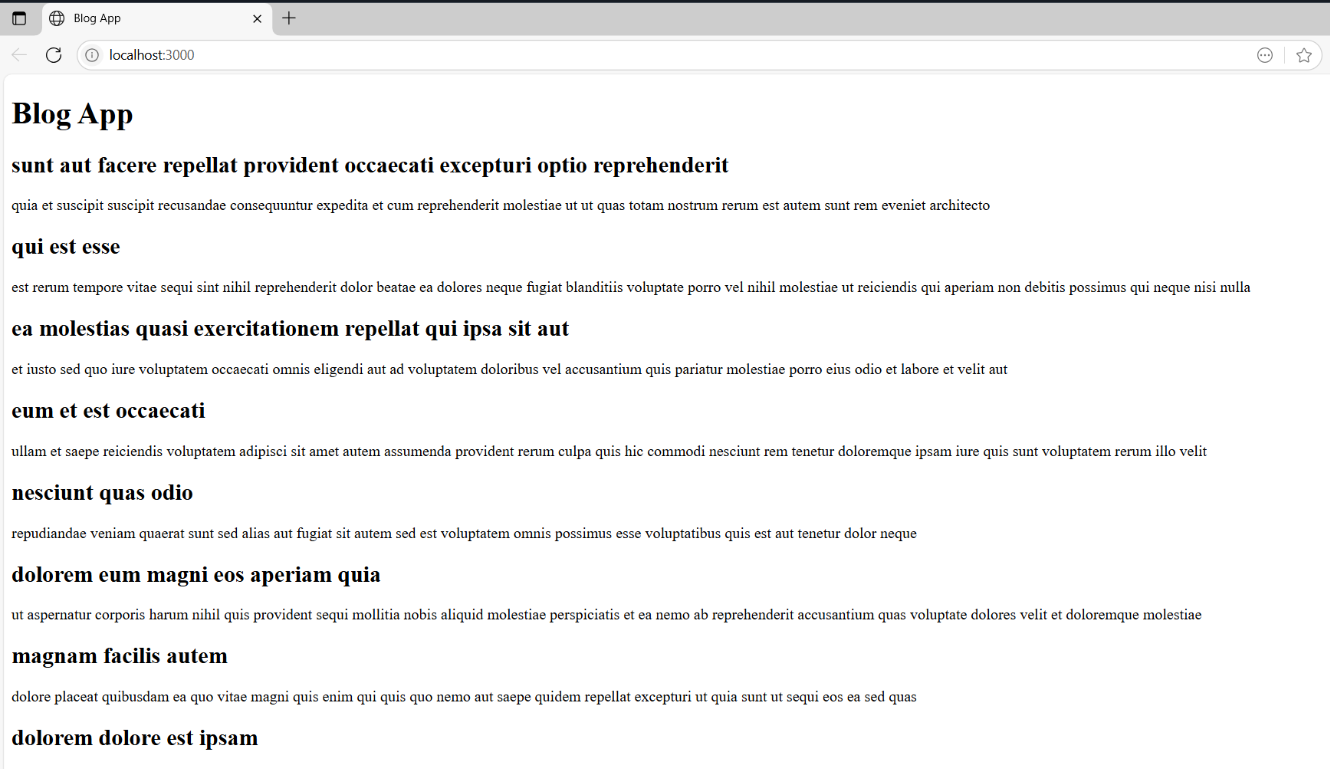 Blog App
localhost:3000
Blog App
sunt aut facere repellat provident occaecati excepturi optio reprehenderit
quia et suscipit suscipit recusandae consequuntur expedita et cum reprehenderit molestiae ut ut quas totam nostrum rerum est autem sunt rem eveniet architecto
qui est esse
est rerum tempore vitae sequi sint nihil reprehenderit dolor beatae ea dolores neque fugiat blanditiis voluptate porro vel nihil molestiae ut reiciendis qui aperiam non debitis possimus qui neque nisi nulla
ea molestias quasi exercitationem repellat qui ipsa sit aut
et iusto sed quo iure voluptatem occaecati omnis eligendi aut ad voluptatem doloribus vel accusantium quis pariatur molestiae porro eius odio et labore et velit aut
eum et est occaecati
ullam et saepe reiciendis voluptatem adipisci sit amet autem assumenda provident rerum culpa quis hic commodi nesciunt rem tenetur doloremque ipsam iure quis sunt voluptatem rerum illo velit
nesciunt quas odio
repudiandae veniam quaerat sunt sed alias aut fugiat sit autem sed est voluptatem omnis possimus esse voluptatibus quis est aut tenetur dolor neque
dolorem eum magni eos aperiam quia
ut aspernatur corporis harum nihil quis provident sequi mollitia nobis aliquid molestiae perspiciatis et ea nemo ab reprehenderit accusantium quas voluptate dolores velit et doloremque molestiae
magnam facilis autem
dolore placeat quibusdam ea quo vitae magni quis enim qui quis quo nemo aut saepe quidem repellat excepturi ut quia sunt ut sequi eos ea sed quas
dolorem dolore est ipsam